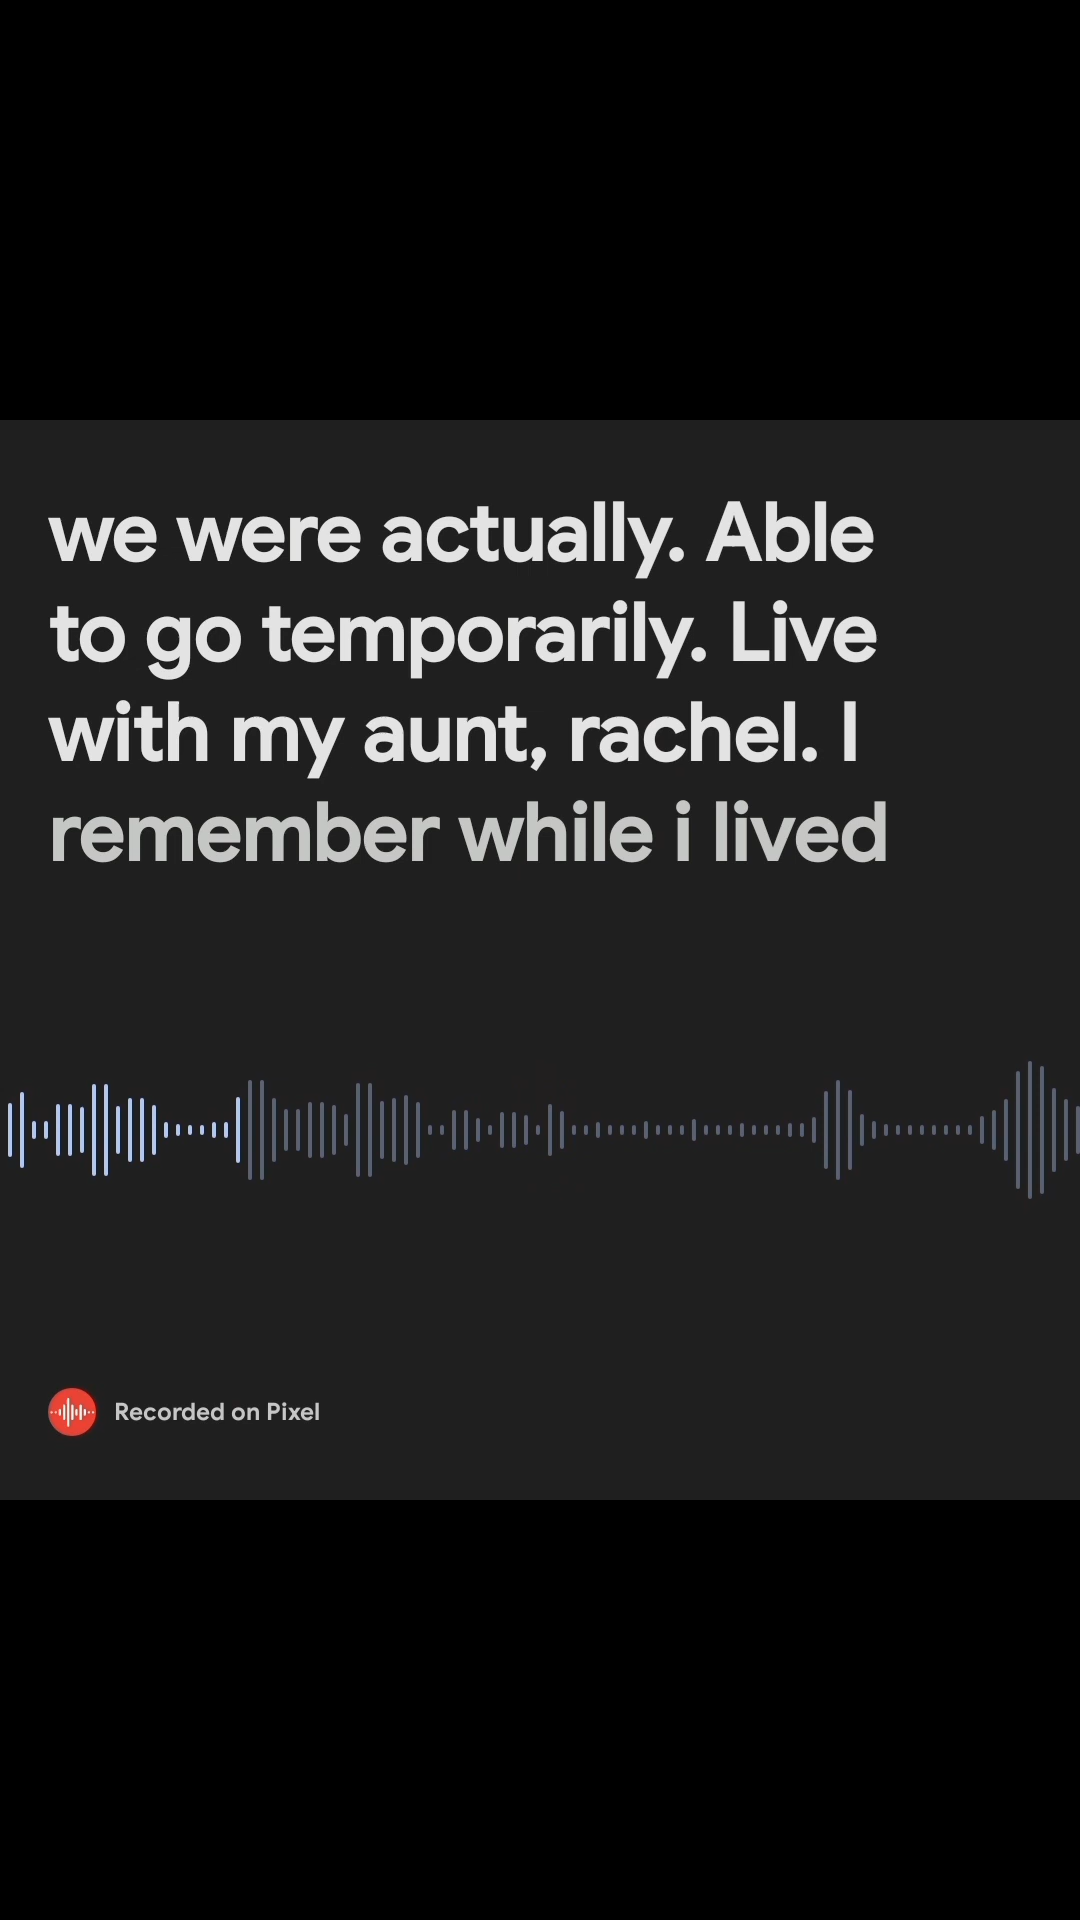 we were actually. Able
to go temporarily. Live
with my aunt, rachel. I
remember while i lived
Recorded on Pixel